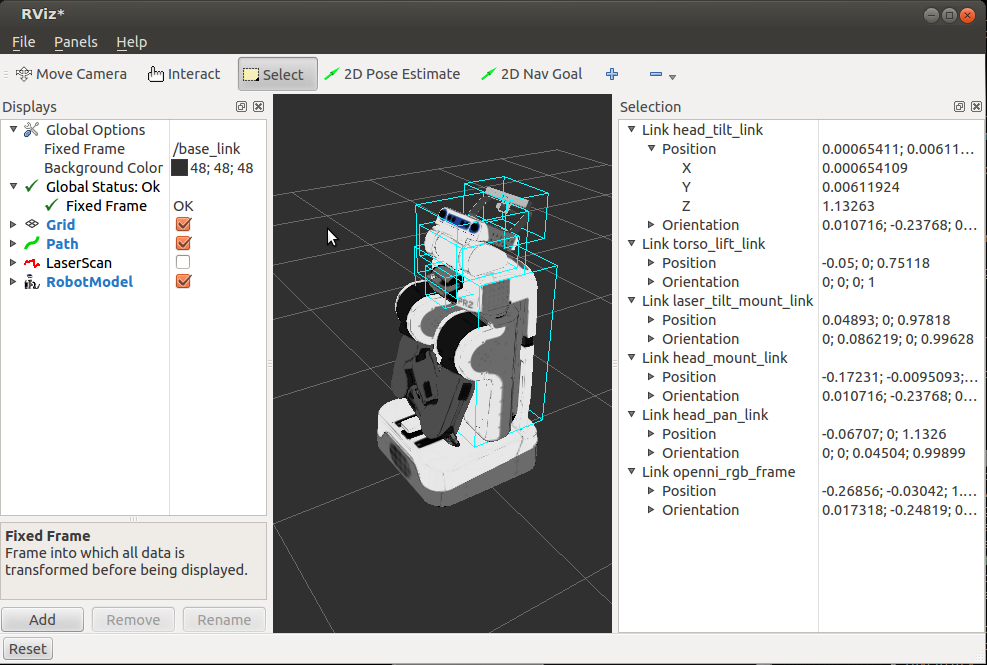 RViz*
File Panels Help
Move Camera Interact Select 2D Pose Estimate 2D Nav Goal
Displays
Global Options
Fixed Frame /base_link
Background Color 48; 48; 48
Global Status: Ok
Fixed Frame OK
Grid
Path
LaserScan
RobotModel
Fixed Frame
Frame into which all data is
transformed before being displayed.
Add Remove Rename
Reset
PR2
Selection
Link head_tilt_link
Position 0.00065411; 0.00611...
X 0.000654109
Y 0.00611924
Z 1.13263
Orientation 0.010716; -0.23768; 0...
Link torso_lift_link
Position -0.05; 0; 0.75118
Orientation 0; 0; 0; 1
Link laser_tilt_mount_link
Position 0.04893; 0; 0.97818
Orientation 0; 0.086219; 0; 0.99628
Link head_mount_link
Position -0.17231; -0.0095093;...
Orientation 0.010716; -0.23768; 0...
Link head_pan_link
Position -0.06707; 0; 1.1326
Orientation 0; 0; 0.04504; 0.99899
Link openni_rgb_frame
Position -0.26856; -0.03042; 1....
Orientation 0.017318; -0.24819; 0...